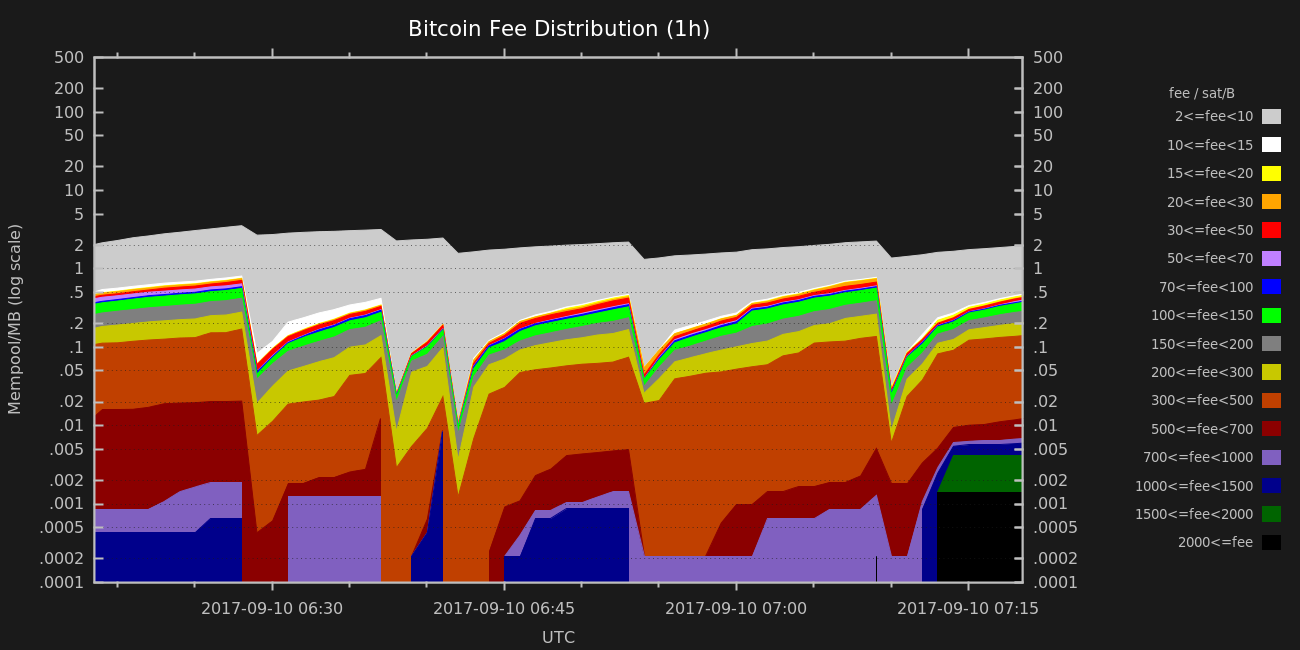 Bitcoin Fee Distribution (1h)
Mempool/MB (log scale)
500
200
100
50
20
10
5
2
1
.5
.2
.1
.05
.02
.01
.005
.002
.001
.0005
.0002
.0001
500
200
100
50
20
10
5
2
1
.5
.2
.1
.05
.02
.01
.005
.002
.001
.0005
.0002
.0001
2017-09-10 06:30
2017-09-10 06:45
2017-09-10 07:00
2017-09-10 07:15
UTC
fee / sat/B
2<=fee<10
10<=fee<15
15<=fee<20
20<=fee<30
30<=fee<50
50<=fee<70
70<=fee<100
100<=fee<150
150<=fee<200
200<=fee<300
300<=fee<500
500<=fee<700
700<=fee<1000
1000<=fee<1500
1500<=fee<2000
2000<=fee